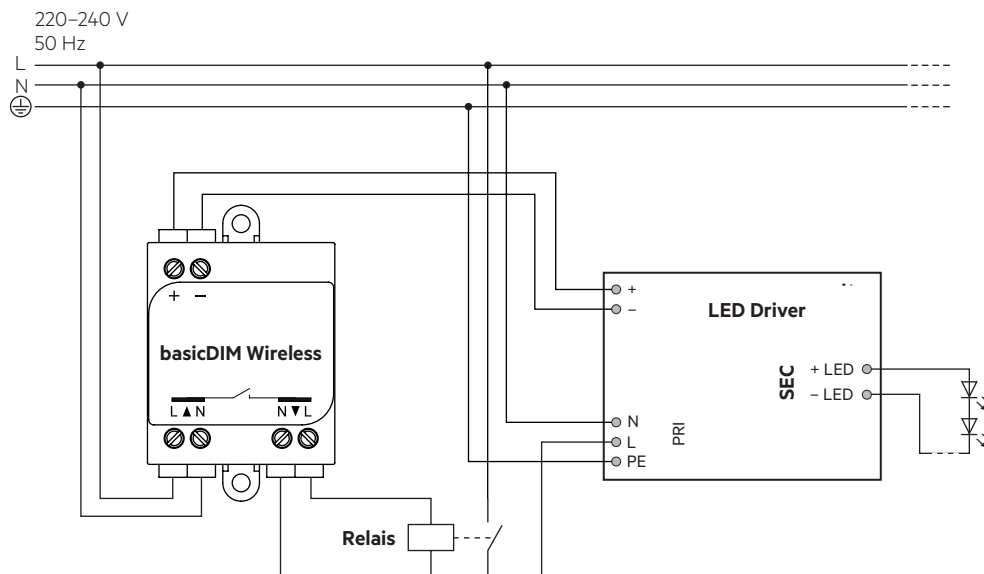 220–240 V
50 Hz
L
N
+ −
basicDIM Wireless
L ▲ N N ▼ L
+
−
LED Driver
SEC
+ LED
− LED
N
L
PE
PRI
Relais